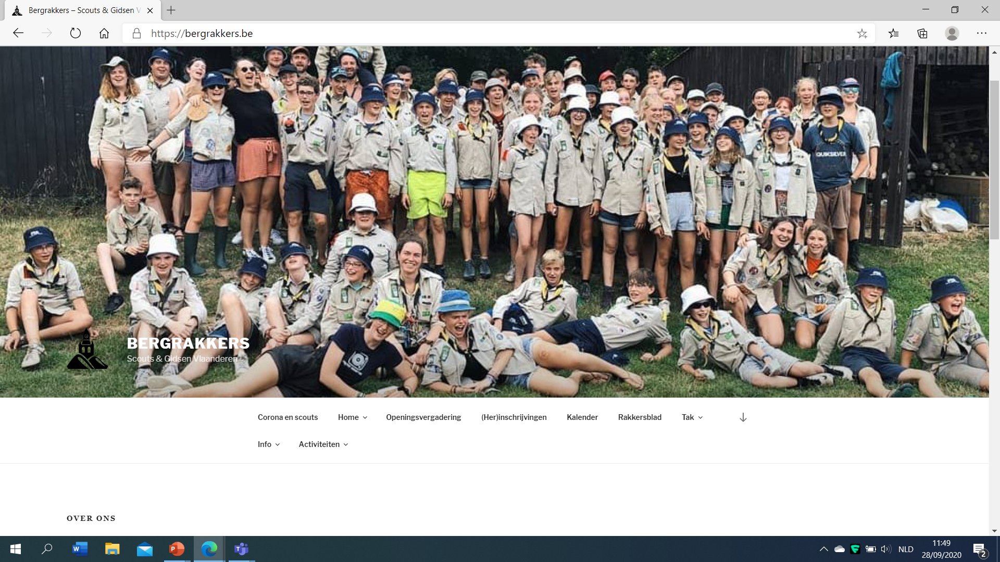 Bergrakkers – Scouts & Gidsen V
https://bergrakkers.be
QUIKSILVER
BERGRAKKERS
Scouts & Gidsen Vlaanderen
Corona en scouts Home Openingsvergadering (Her)inschrijvingen Kalender Rakkersblad Tak
Info Activiteiten
OVER ONS
NLD
11:49
28/09/2020
2